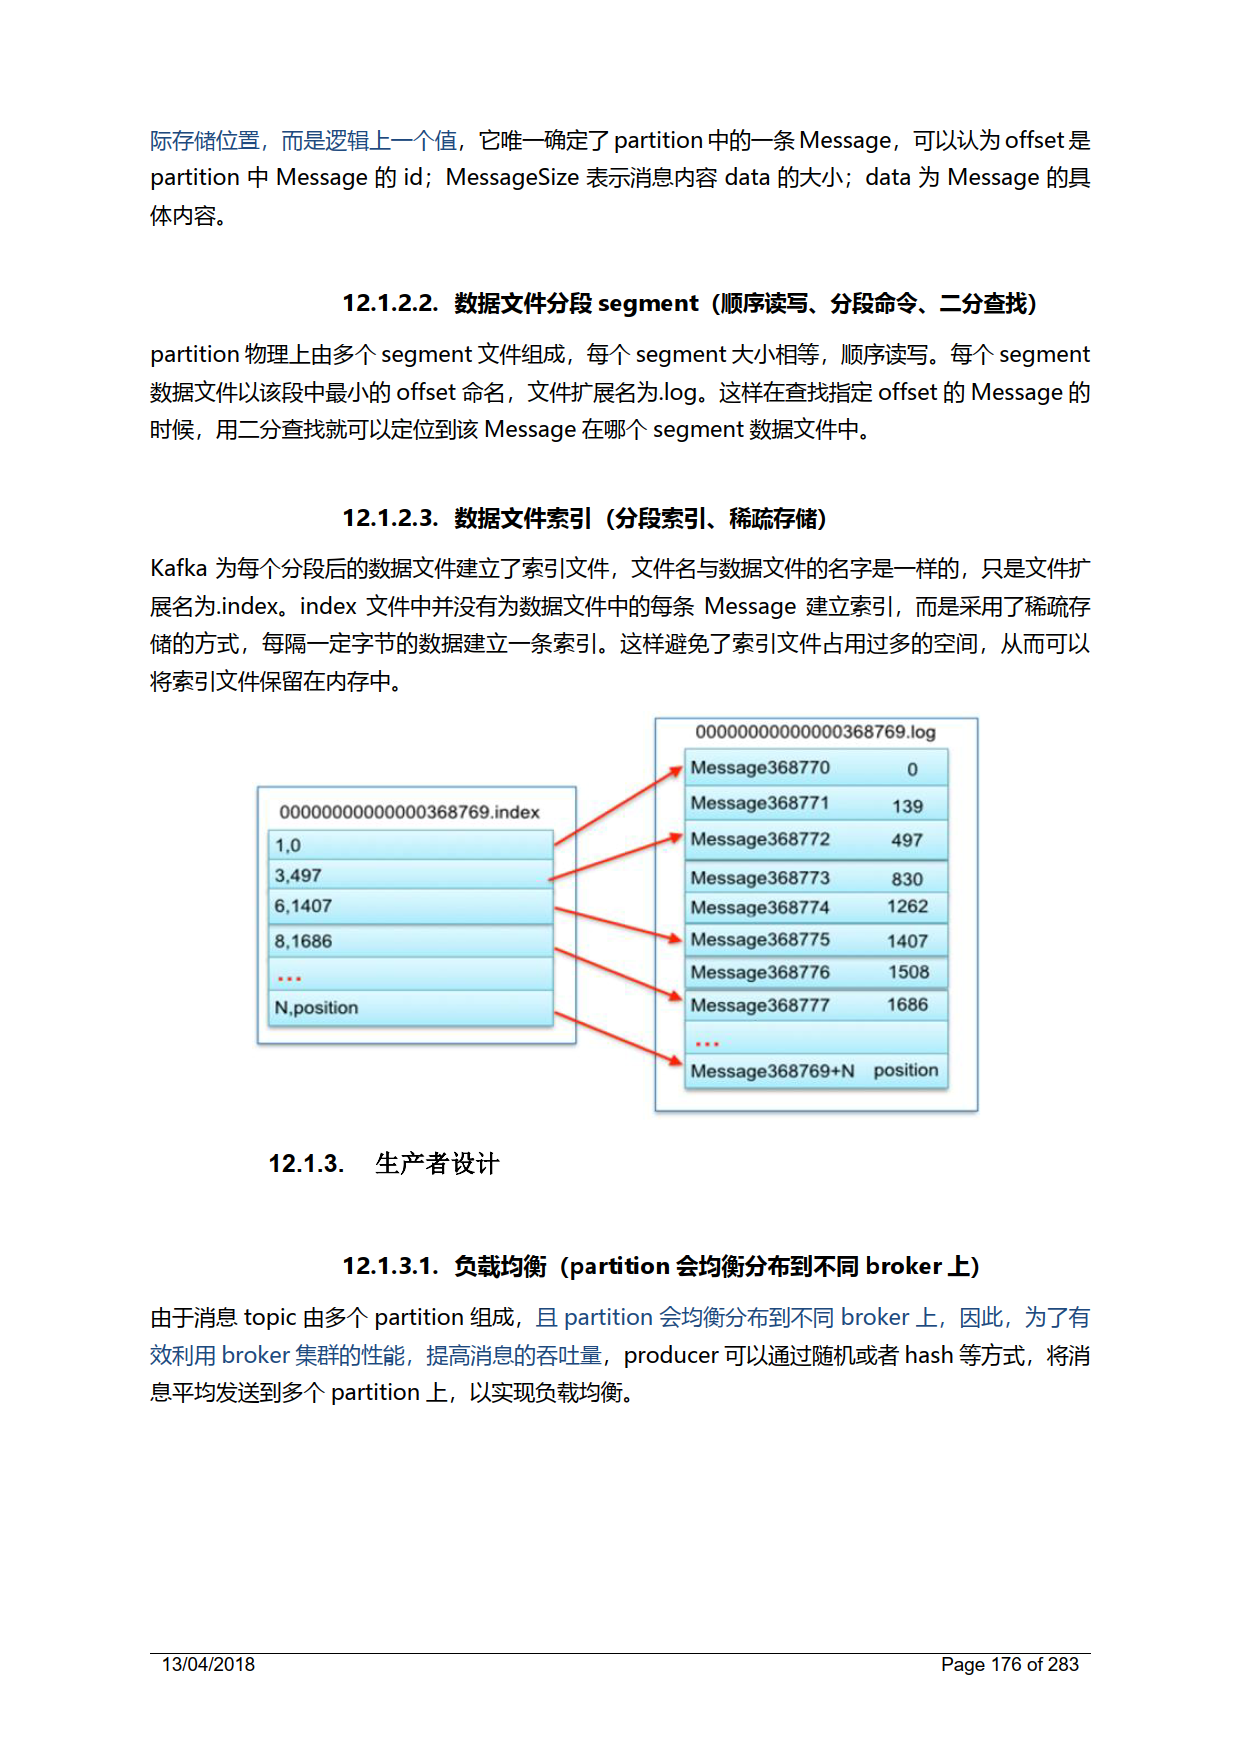 际存储位置，而是逻辑上一个值，它唯一确定了 partition 中的一条 Message，可以认为 offset 是
partition 中 Message 的 id；MessageSize 表示消息内容 data 的大小；data 为 Message 的具
体内容。
12.1.2.2. 数据文件分段 segment（顺序读写、分段命令、二分查找）
partition 物理上由多个 segment 文件组成，每个 segment 大小相等，顺序读写。每个 segment
数据文件以该段中最小的 offset 命名，文件扩展名为.log。这样在查找指定 offset 的 Message 的
时候，用二分查找就可以定位到该 Message 在哪个 segment 数据文件中。
12.1.2.3. 数据文件索引（分段索引、稀疏存储）
Kafka 为每个分段后的数据文件建立了索引文件，文件名与数据文件的名字是一样的，只是文件扩
展名为.index。index 文件中并没有为数据文件中的每条 Message 建立索引，而是采用了稀疏存
储的方式，每隔一定字节的数据建立一条索引。这样避免了索引文件占用过多的空间，从而可以
将索引文件保留在内存中。
00000000000000368769.index
1,0
3,497
6,1407
8,1686
...
N,position
00000000000000368769.log
Message368770 0
Message368771 139
Message368772 497
Message368773 830
Message368774 1262
Message368775 1407
Message368776 1508
Message368777 1686
...
Message368769+N position
12.1.3. 生产者设计
12.1.3.1. 负载均衡（partition 会均衡分布到不同 broker 上）
由于消息 topic 由多个 partition 组成，且 partition 会均衡分布到不同 broker 上，因此，为了有
效利用 broker 集群的性能，提高消息的吞吐量，producer 可以通过随机或者 hash 等方式，将消
息平均发送到多个 partition 上，以实现负载均衡。
13/04/2018 Page 176 of 283